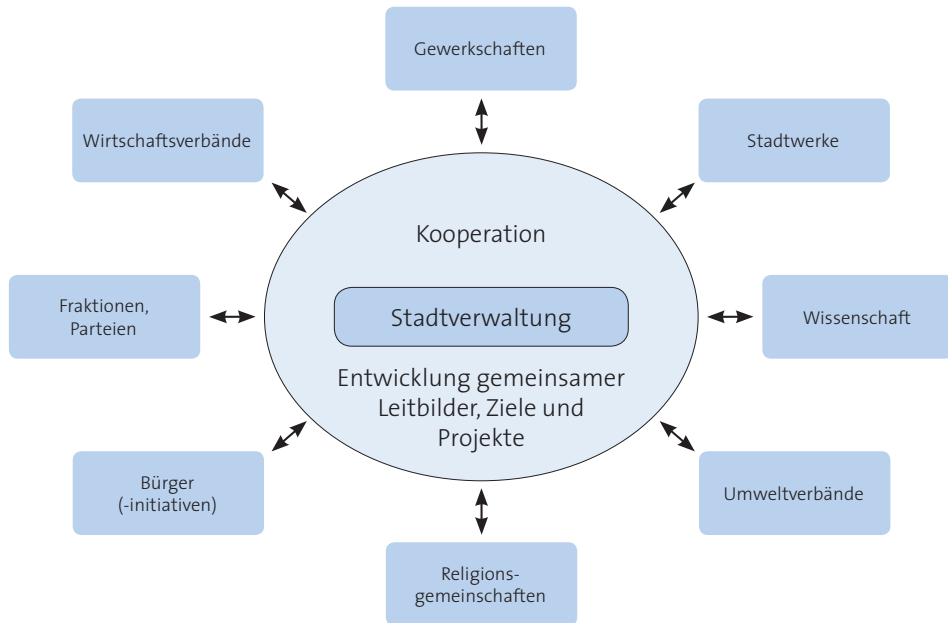 Gewerkschaften
Wirtschaftsverbände
Stadtwerke
Kooperation
Fraktionen,
Parteien
Stadtverwaltung
Wissenschaft
Entwicklung gemeinsamer
Leitbilder, Ziele und
Projekte
Bürger
(-initiativen)
Umweltverbände
Religions-
gemeinschaften